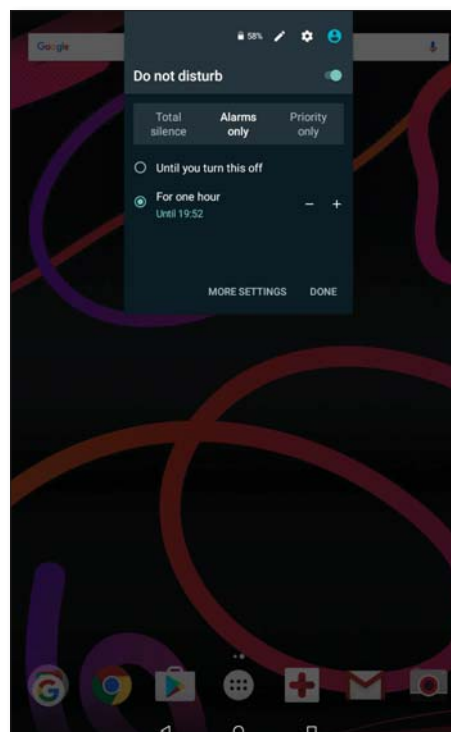 58%
Google
Do not disturb
Total silence
Alarms only
Priority only
Until you turn this off
For one hour
Until 19:52
MORE SETTINGS DONE